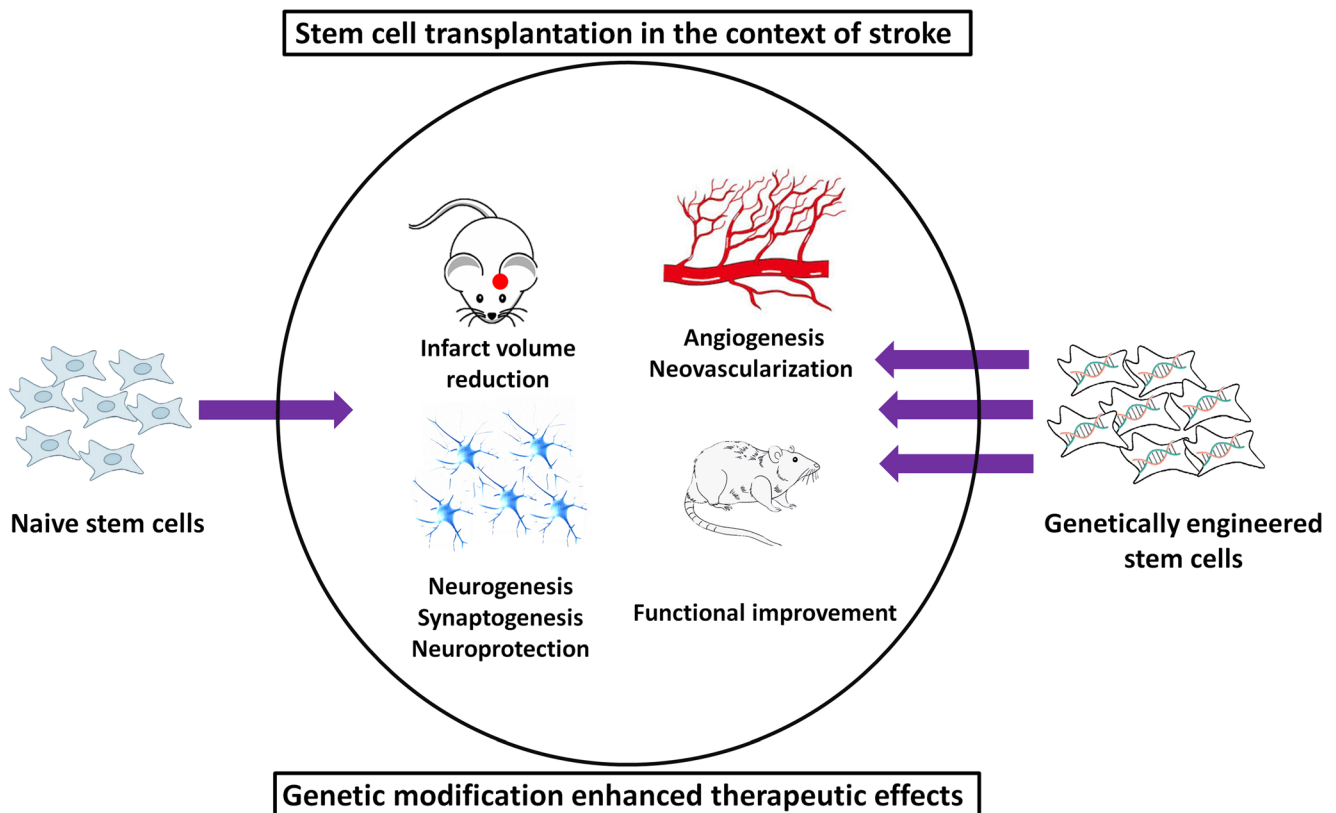 Stem cell transplantation in the context of stroke
Infarct volume
reduction
Angiogenesis
Neovascularization
Naive stem cells
Genetically engineered
stem cells
Neurogenesis
Synaptogenesis
Neuroprotection
Functional improvement
Genetic modification enhanced therapeutic effects